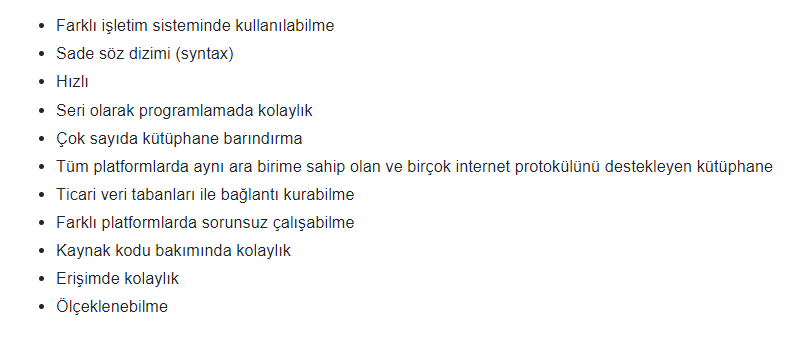 Farklı işletim sisteminde kullanılabilme
Sade söz dizimi (syntax)
Hızlı
Seri olarak programlamada kolaylık
Çok sayıda kütüphane barındırma
Tüm platformlarda aynı ara birime sahip olan ve birçok internet protokülünü destekleyen kütüphane
Ticari veri tabanları ile bağlantı kurabilme
Farklı platformlarda sorunsuz çalışabilme
Kaynak kodu bakımında kolaylık
Erişimde kolaylık
Ölçeklenebilme